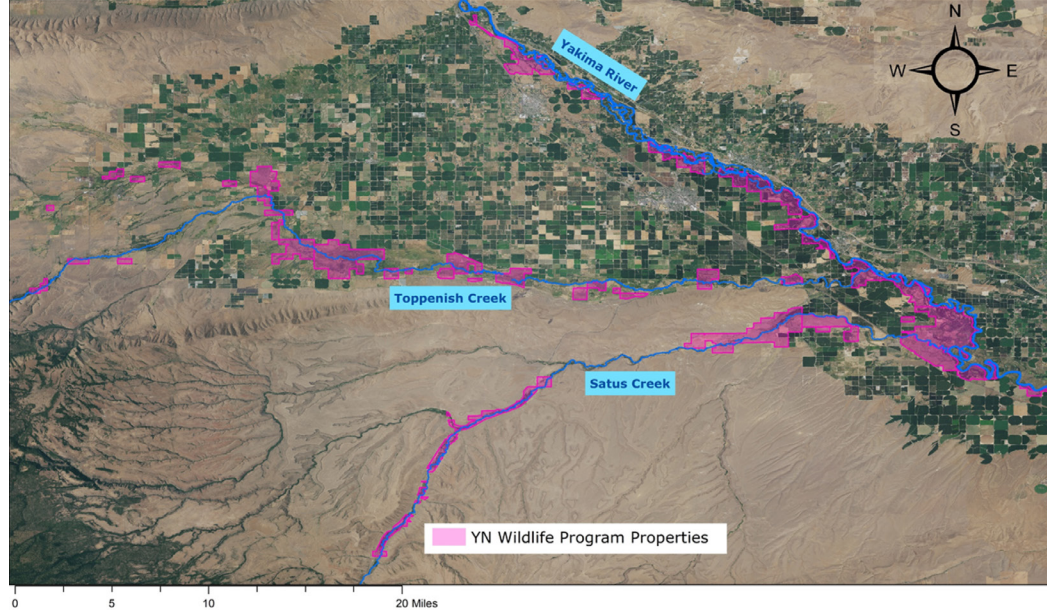 N
W E
S
Yakima River
Toppenish Creek
Satus Creek
YN Wildlife Program Properties
0 5 10 20 Miles